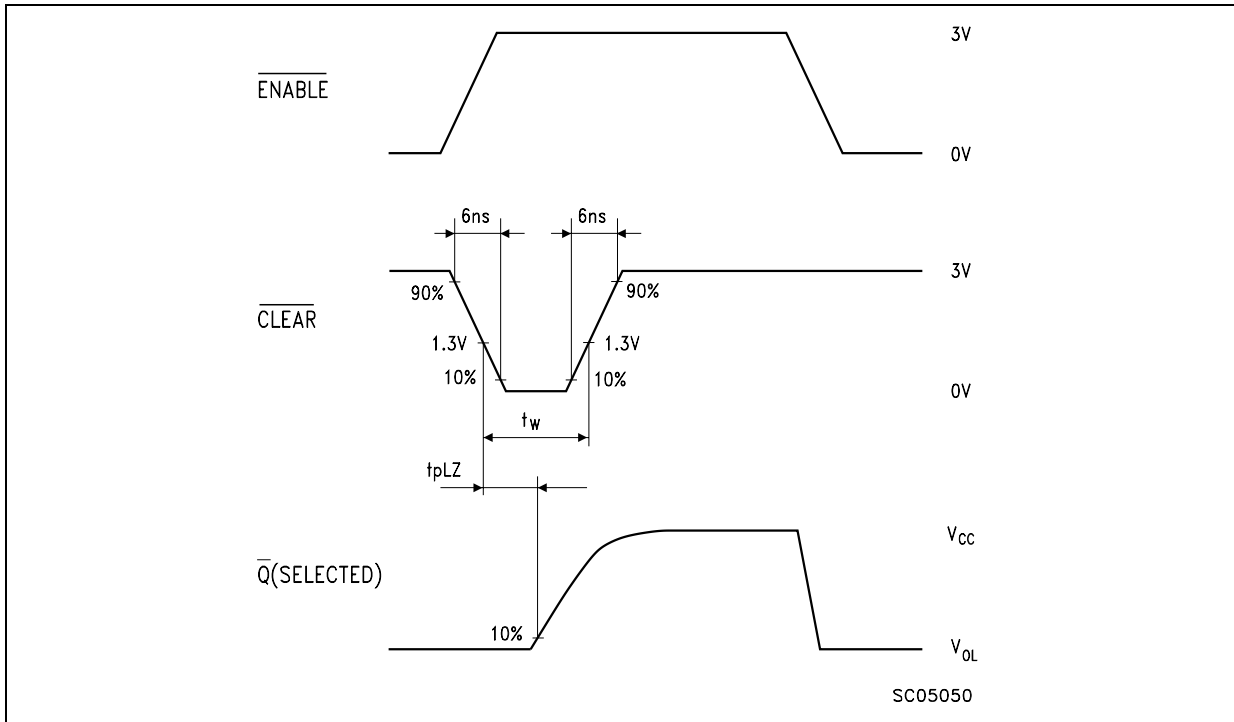 3V
ENABLE
0V
6ns 6ns
3V
90% 90%
CLEAR
1.3V 1.3V
10% 10%
0V
tW
tpLZ
VCC
Q(SELECTED)
10%
VOL
SC05050